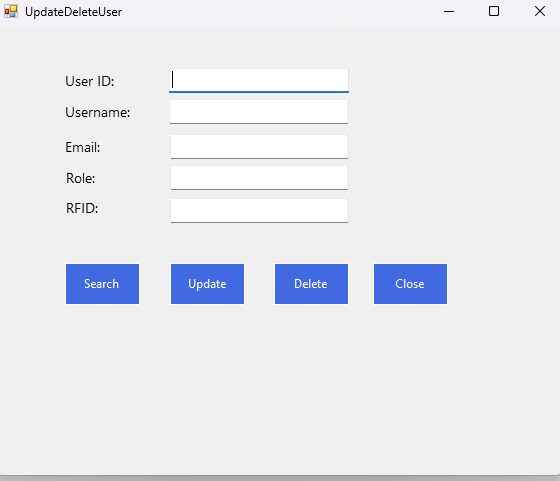 UpdateDeleteUser
User ID:
Username:
Email:
Role:
RFID:
Search Update Delete Close